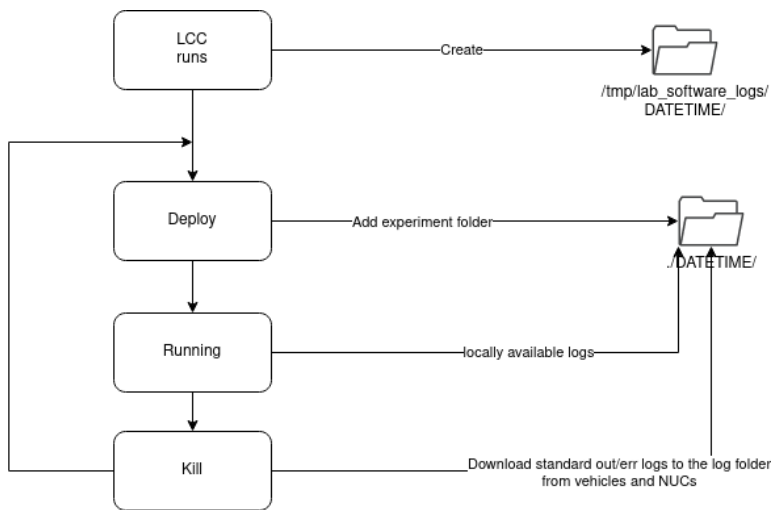 LCC
runs
Create
/tmp/lab_software_logs/
DATETIME/
Deploy
Add experiment folder
./DATETIME/
Running
locally available logs
Kill
Download standard out/err logs to the log folder
from vehicles and NUCs